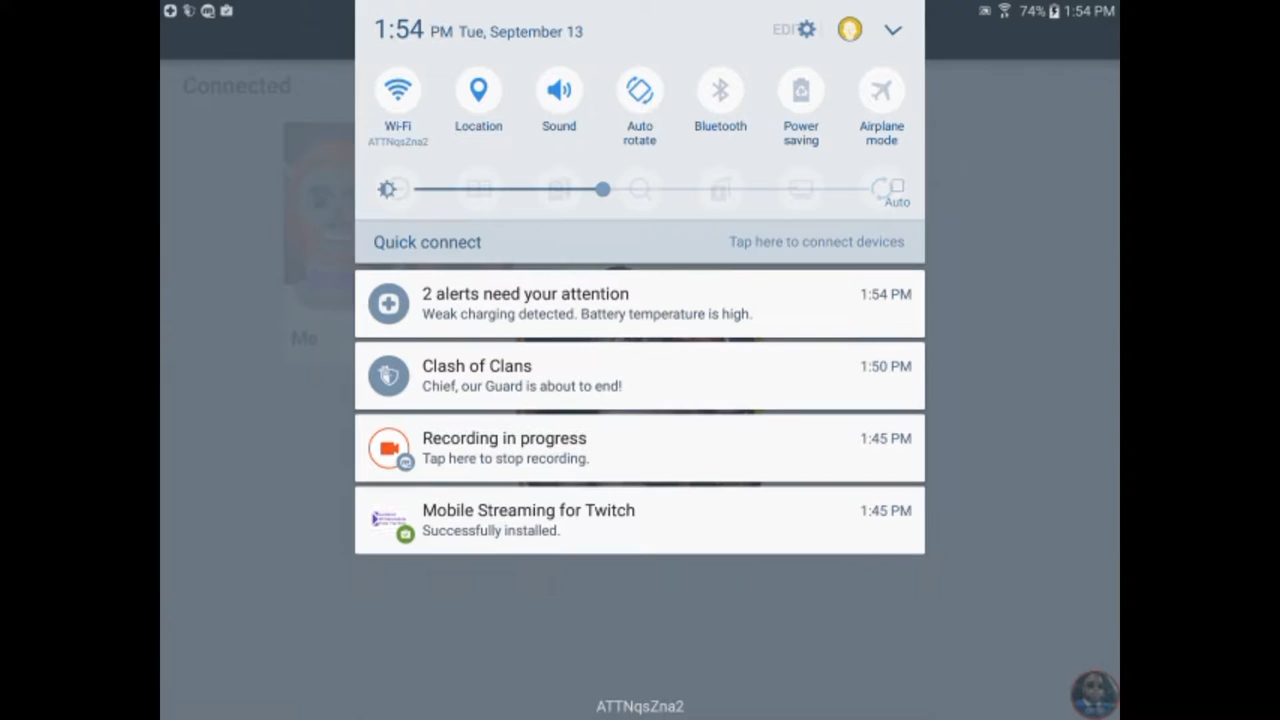 74% 1:54 PM
1:54 PM Tue, September 13
EDIT
Connected
Wi-Fi
ATTNqsZna2
Location
Sound
Auto
rotate
Bluetooth
Power
saving
Airplane
mode
Auto
Quick connect
Tap here to connect devices
2 alerts need your attention
1:54 PM
Weak charging detected. Battery temperature is high.
Me
Clash of Clans
1:50 PM
Chief, our Guard is about to end!
Recording in progress
1:45 PM
Tap here to stop recording.
Mobile Streaming for Twitch
1:45 PM
Successfully installed.
ATTNqsZna2